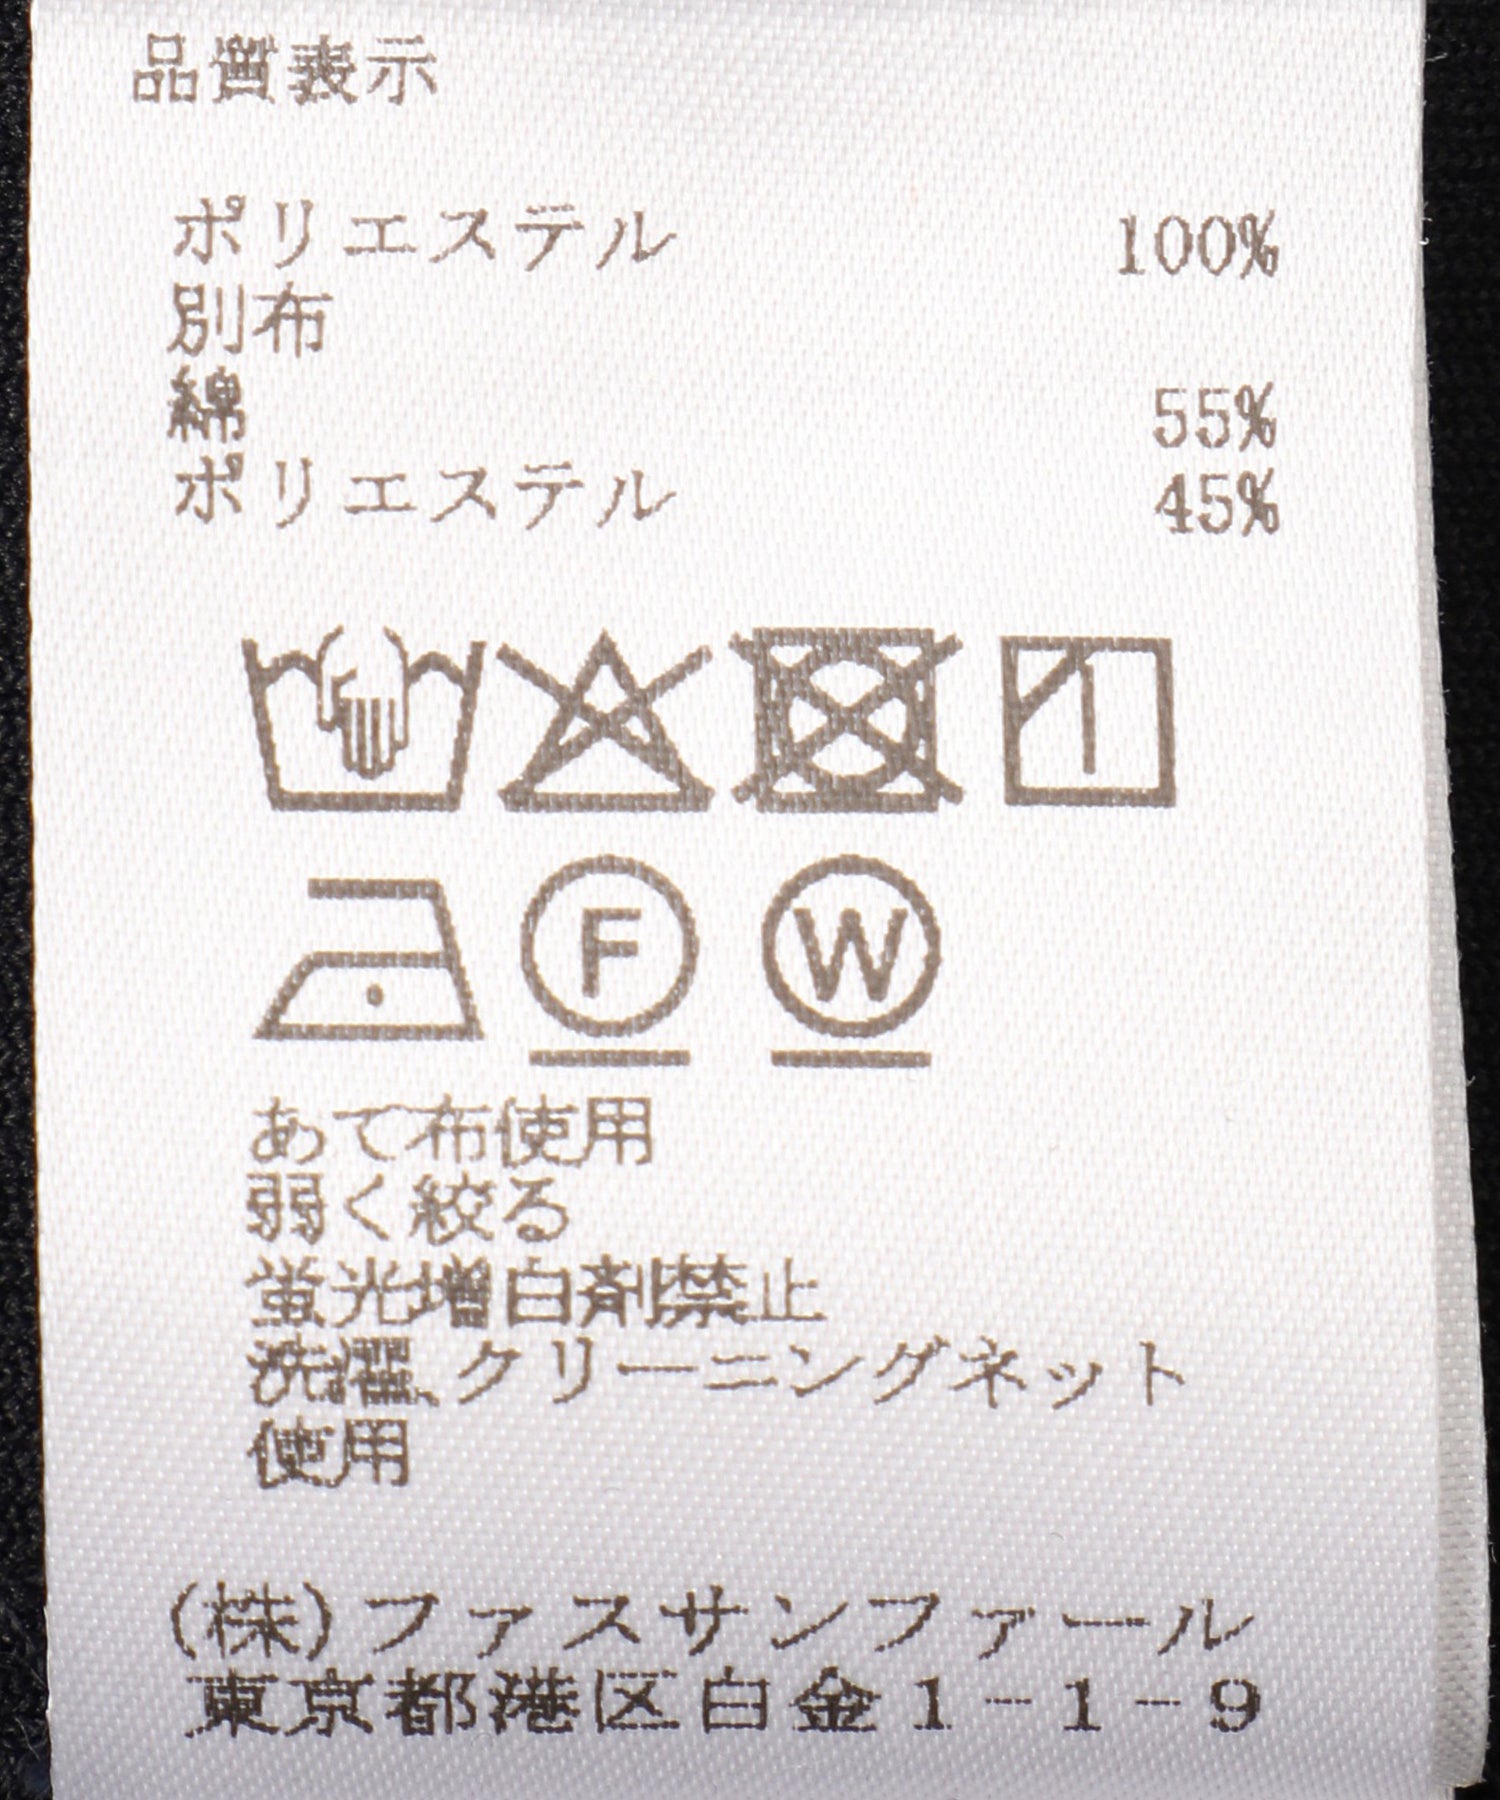 品質表示
ポリエステル 100%
別布
綿 55%
ポリエステル 45%
F W
あて布使用
弱く絞る
蛍光増白剤禁止
洗濯、クリーニングネット
使用
(株)ファスサンファール
東京都港区白金1-1-9